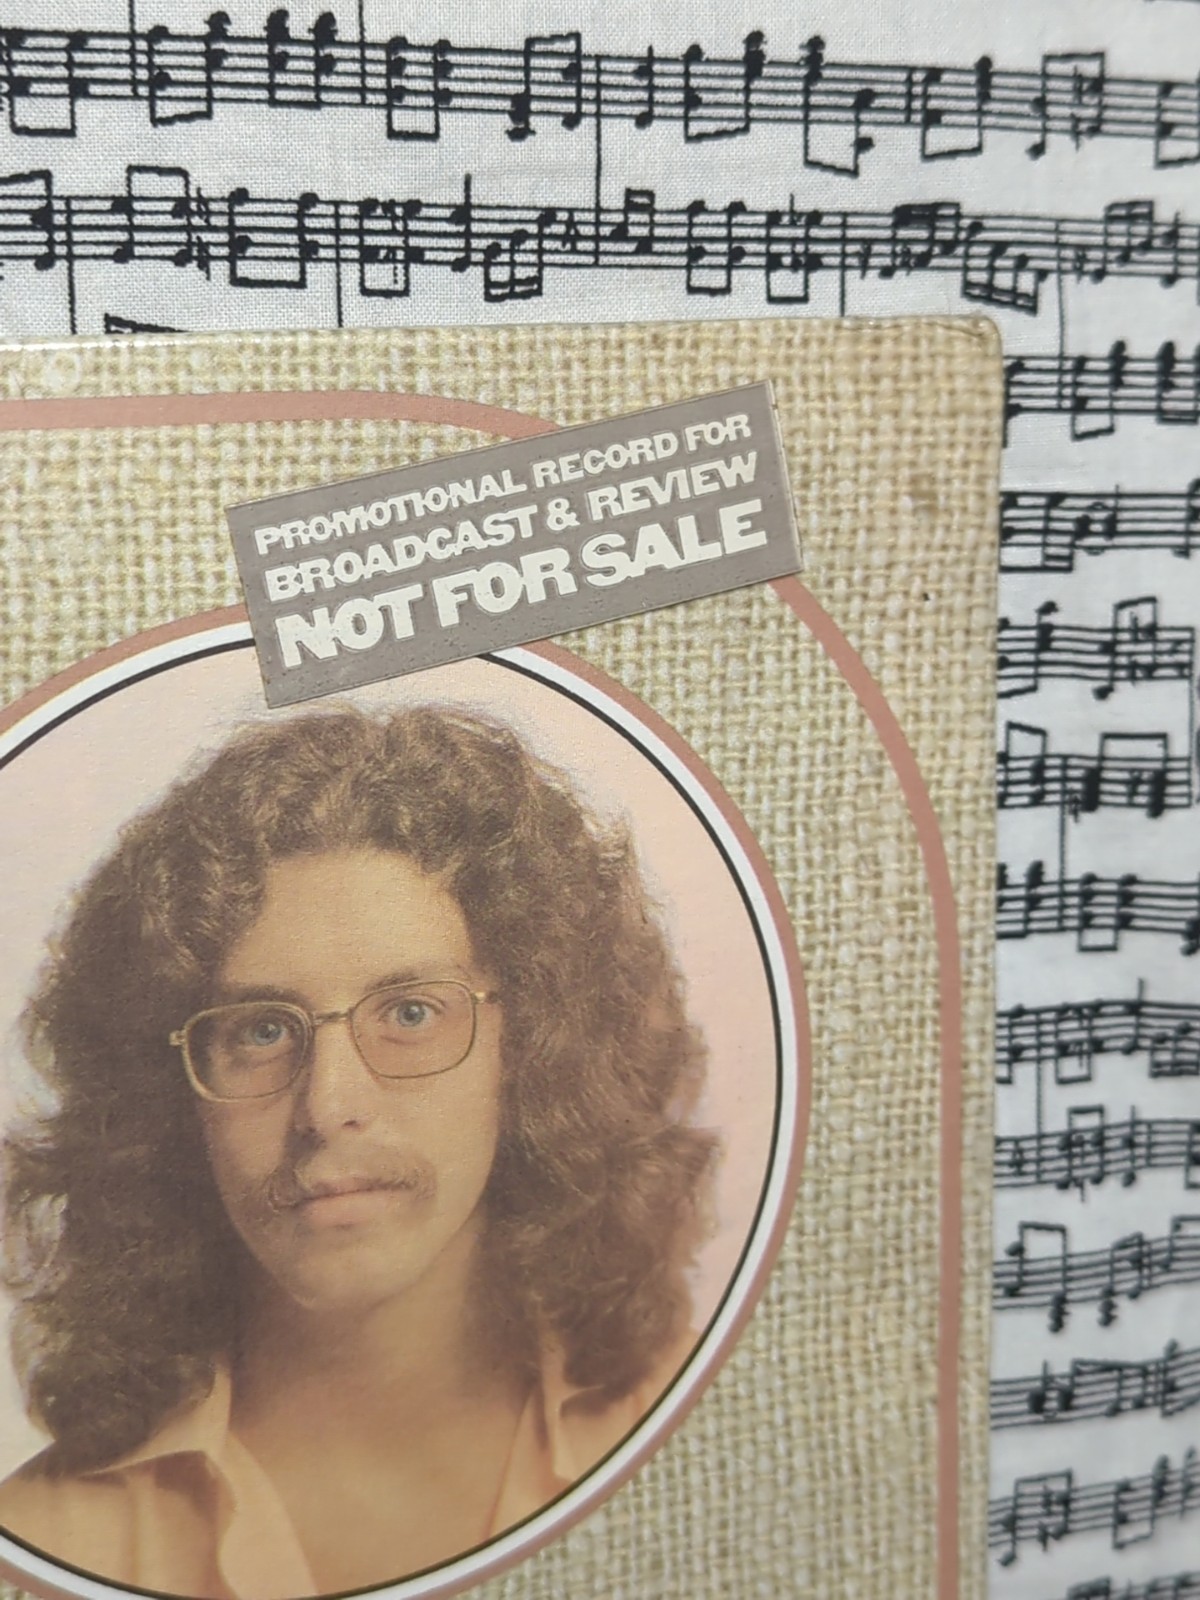 PROMOTIONAL RECORD FOR
BROADCAST & REVIEW
NOT FOR SALE